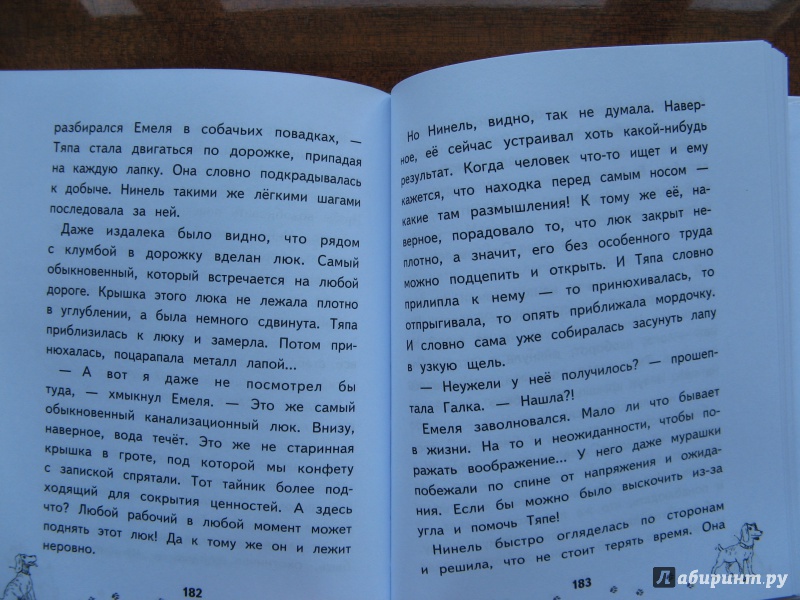 разбирался Емеля в собачьих повадках, —
Тяпа стала двигаться по дорожке, припадая
на каждую лапку. Она словно подкрадывалась
к добыче. Нинель такими же лёгкими шагами
последовала за ней.
Даже издалека было видно, что рядом
с клумбой в дорожку вделан люк. Самый
обыкновенный, который встречается на любой
дороге. Крышка этого люка не лежала плотно
в углублении, а была немного сдвинута. Тяпа
приблизилась к люку и замерла. Потом при-
нюхалась, поцарапала металл лапой...
— А вот я даже не посмотрел бы
туда, — хмыкнул Емеля. — Это же самый
обыкновенный канализационный люк. Внизу,
наверное, вода течёт. Это же не старинная
крышка в гроте, под которой мы конфету
с запиской спрятали. Тот тайник более под-
ходящий для сокрытия ценностей. А здесь
что? Любой рабочий в любой момент может
поднять этот люк! Да к тому же он и лежит
неровно.
182
Но Нинель, видно, так не думала. Навер-
ное, её сейчас устраивал хоть какой-нибудь
результат. Когда человек что-то ищет и ему
кажется, что находка перед самым носом —
какие там размышления! К тому же её, на-
верное, порадовало то, что люк закрыт не-
плотно, а значит, его без особенного труда
можно подцепить и открыть. И Тяпа словно
прилипла к нему — то принюхивалась, то
отпрыгивала, то опять приближала мордочку.
И словно сама уже собиралась засунуть лапу
в узкую щель.
— Неужели у неё получилось? — прошеп-
тала Галка. — Нашла?!
Емеля заволновался. Мало ли что бывает
в жизни. На то и неожиданности, чтобы по-
ражать воображение... У него даже мурашки
побежали по спине от напряжения и ожида-
ния. Если бы можно было выскочить из-за
угла и помочь Тяпе!
Нинель быстро огляделась по сторонам
и решила, что не стоит терять время. Она
183
Лабиринт.ру